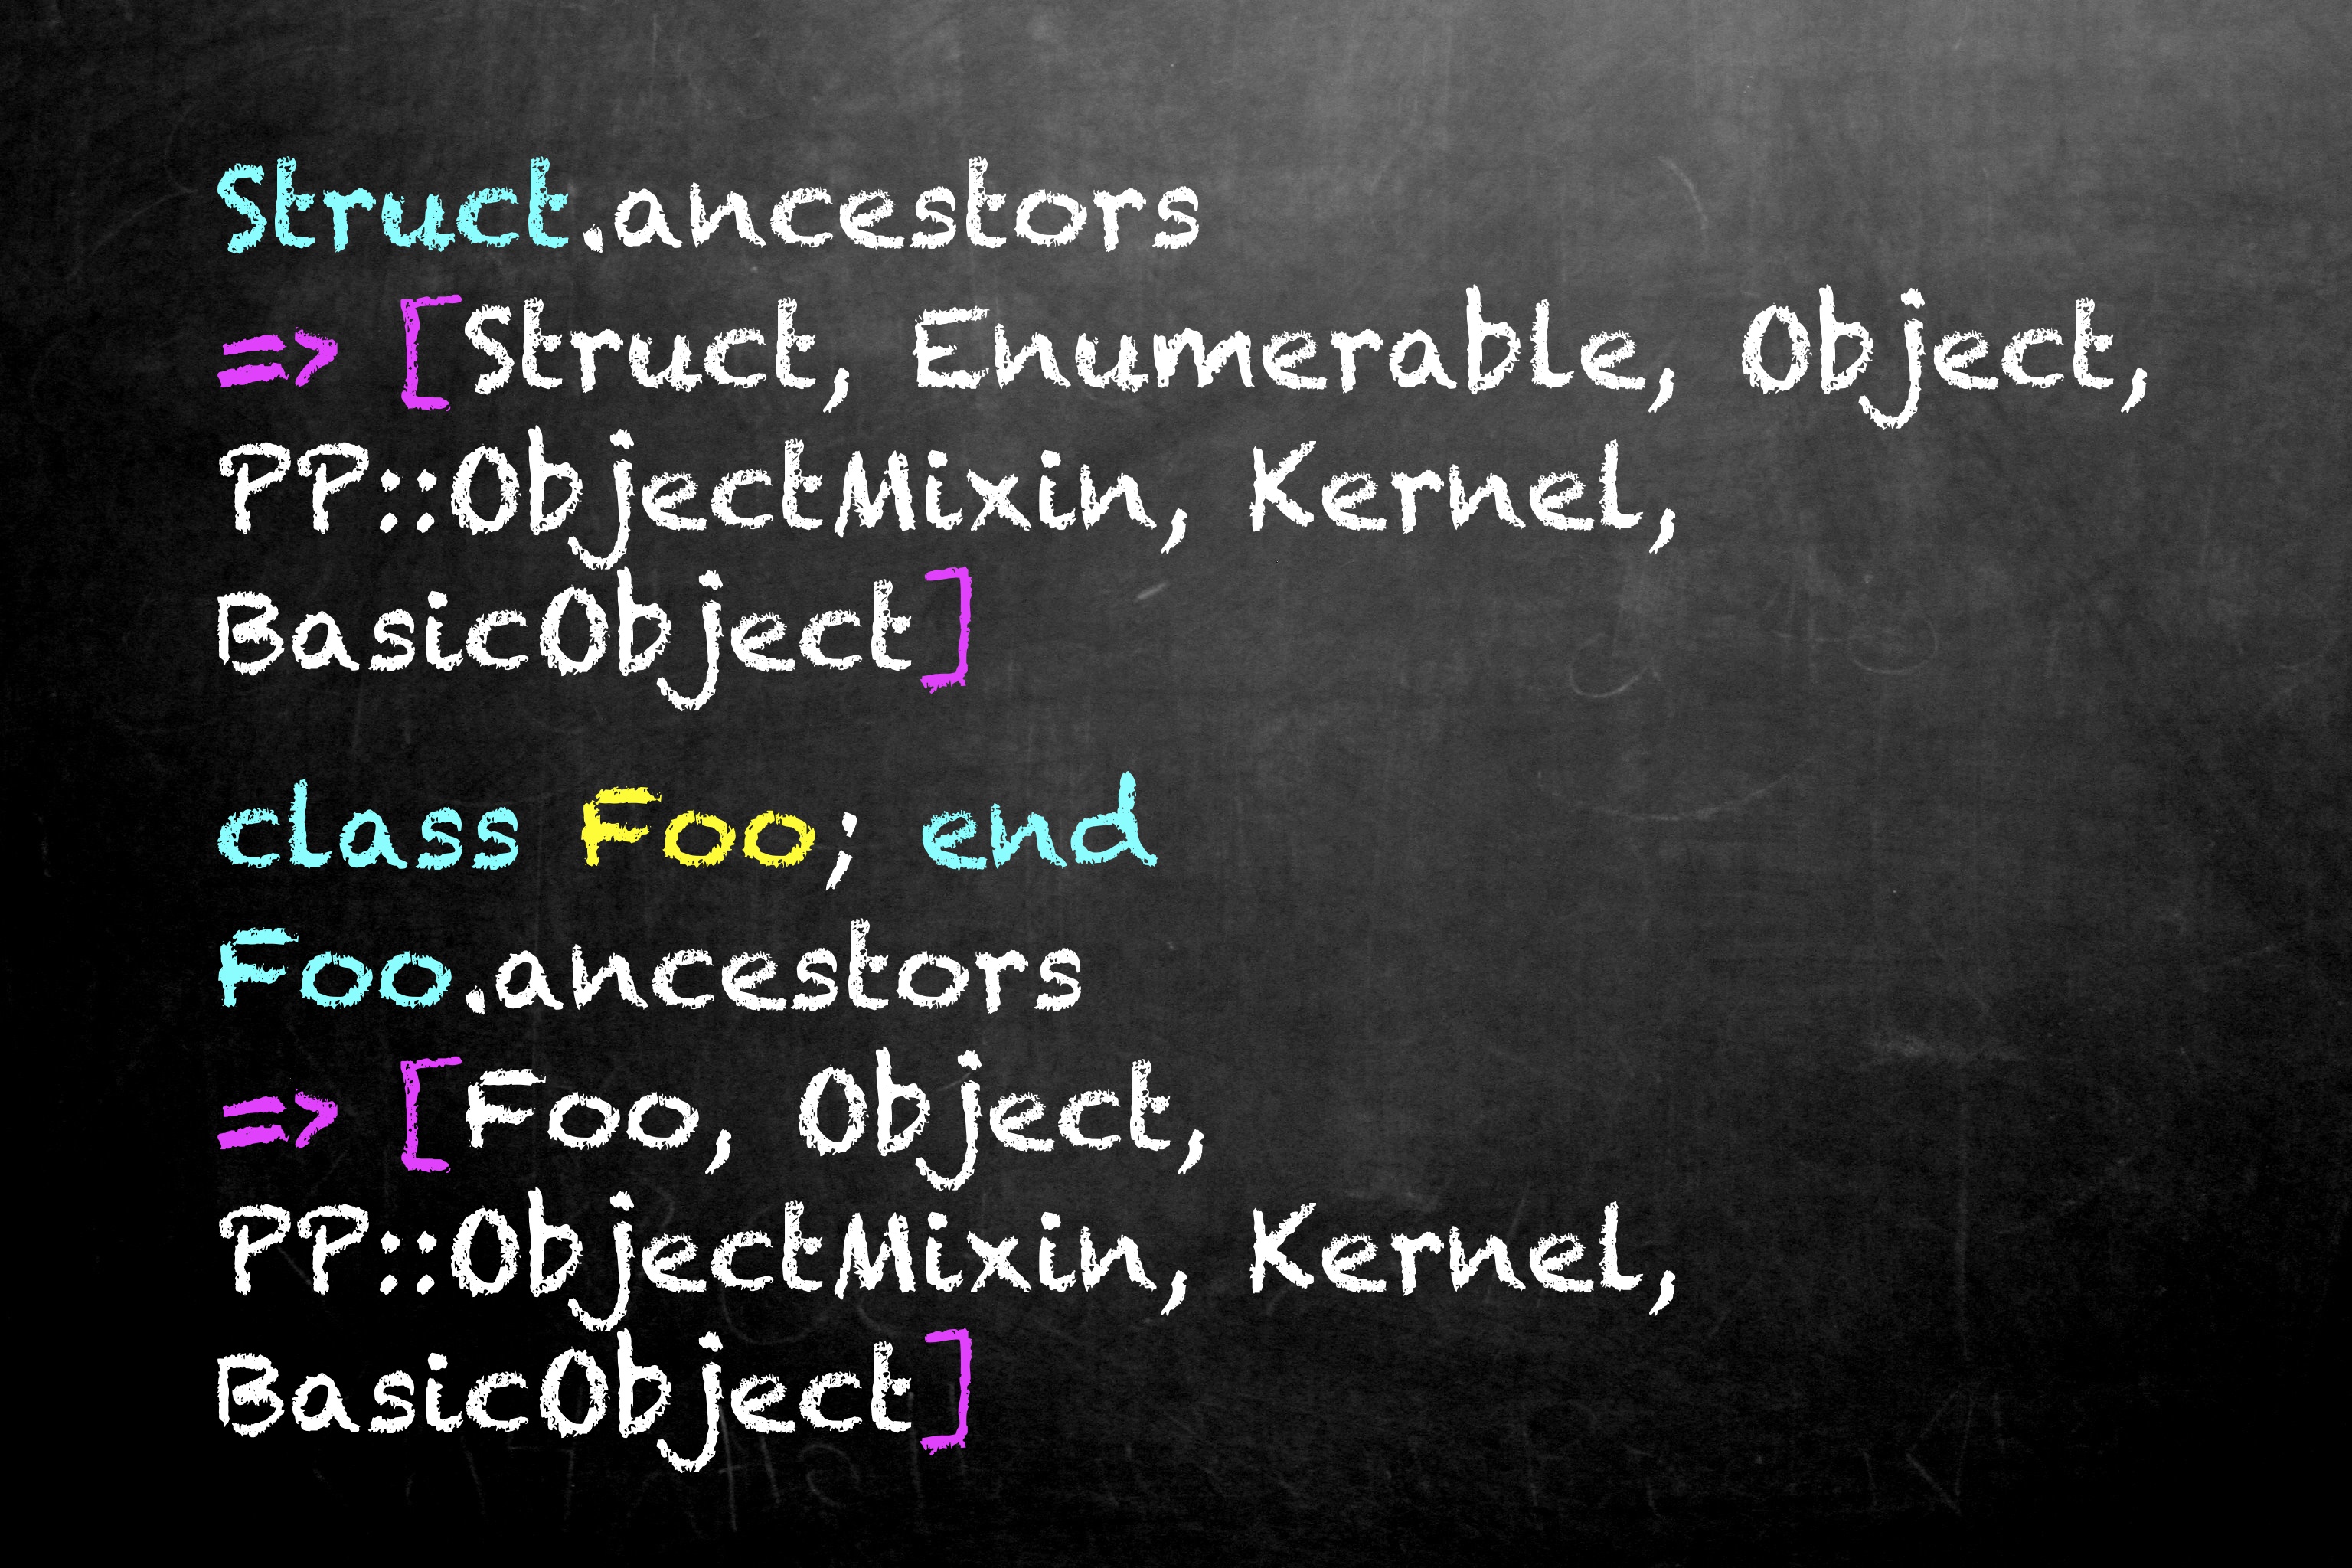 Struct.ancestors
=> [Struct, Enumerable, Object,
PP::ObjectMixin, Kernel,
BasicObject]
class Foo; end
Foo.ancestors
=> [Foo, Object,
PP::ObjectMixin, Kernel,
BasicObject]